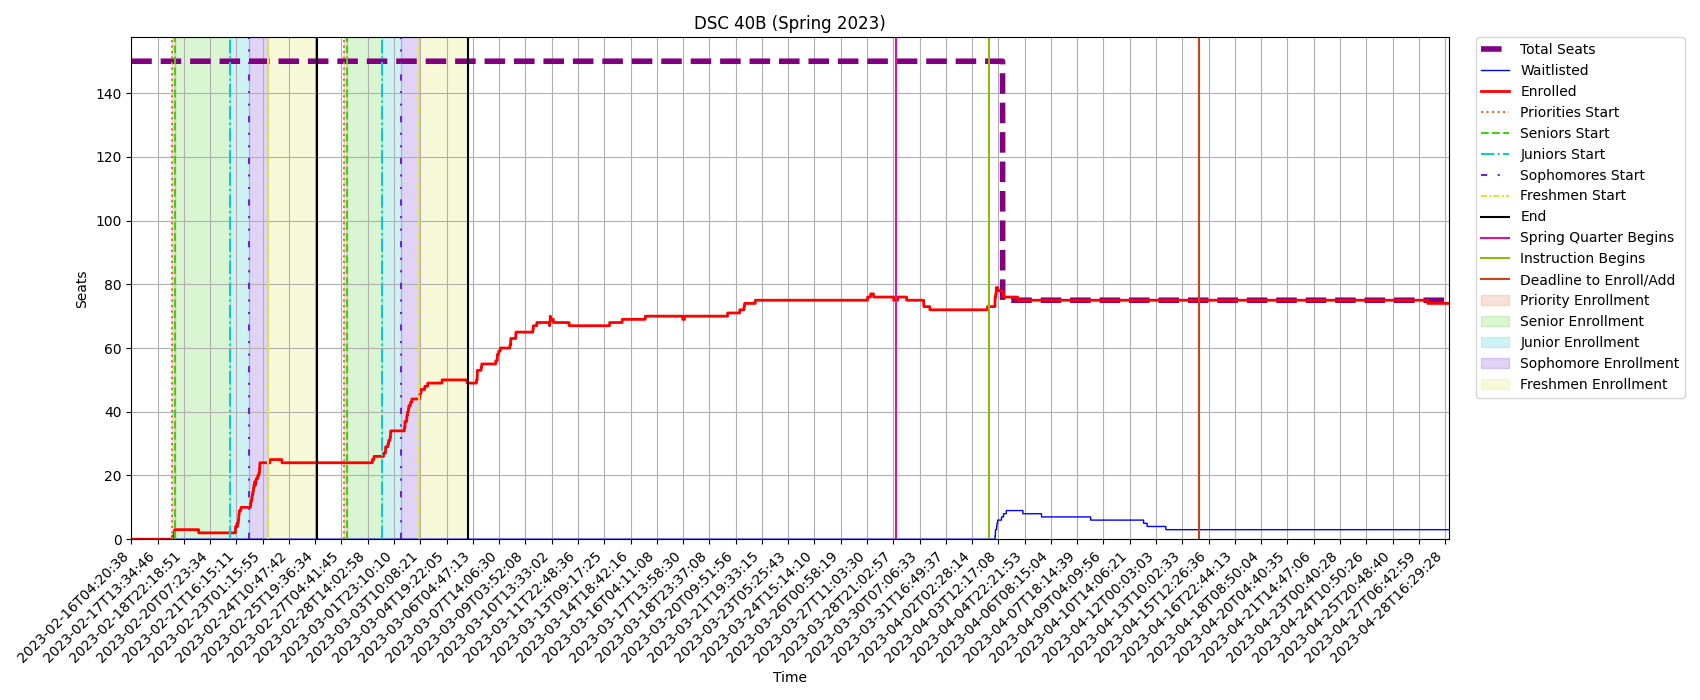 DSC 40B (Spring 2023)
Seats
140
120
100
80
60
40
20
0
2023-02-16T04:20:38
2023-02-17T13:34:46
2023-02-18T22:18:51
2023-02-20T07:23:34
2023-02-21T16:15:11
2023-02-23T01:15:55
2023-02-24T10:47:42
2023-02-25T19:36:34
2023-02-27T04:41:45
2023-02-28T14:02:58
2023-03-01T23:10:10
2023-03-03T10:08:21
2023-03-04T19:22:05
2023-03-06T04:47:13
2023-03-07T14:06:30
2023-03-09T03:52:08
2023-03-10T13:33:02
2023-03-11T22:48:36
2023-03-13T09:17:25
2023-03-14T18:42:16
2023-03-16T04:11:08
2023-03-17T13:58:30
2023-03-18T23:37:08
2023-03-20T09:51:56
2023-03-21T19:33:15
2023-03-23T05:25:43
2023-03-24T15:14:10
2023-03-26T00:58:19
2023-03-27T11:03:30
2023-03-28T21:02:57
2023-03-30T07:06:33
2023-03-31T16:49:37
2023-04-02T02:28:14
2023-04-03T12:17:08
2023-04-04T22:21:53
2023-04-06T08:15:04
2023-04-07T18:14:39
2023-04-09T04:09:56
2023-04-10T14:06:21
2023-04-12T00:03:03
2023-04-13T10:02:33
2023-04-15T12:26:36
2023-04-16T22:44:13
2023-04-18T08:50:04
2023-04-20T04:40:35
2023-04-21T14:47:06
2023-04-23T00:40:28
2023-04-24T10:50:26
2023-04-25T20:48:40
2023-04-27T06:42:59
2023-04-28T16:29:28
Time
Total Seats
Waitlisted
Enrolled
Priorities Start
Seniors Start
Juniors Start
Sophomores Start
Freshmen Start
End
Spring Quarter Begins
Instruction Begins
Deadline to Enroll/Add
Priority Enrollment
Senior Enrollment
Junior Enrollment
Sophomore Enrollment
Freshmen Enrollment